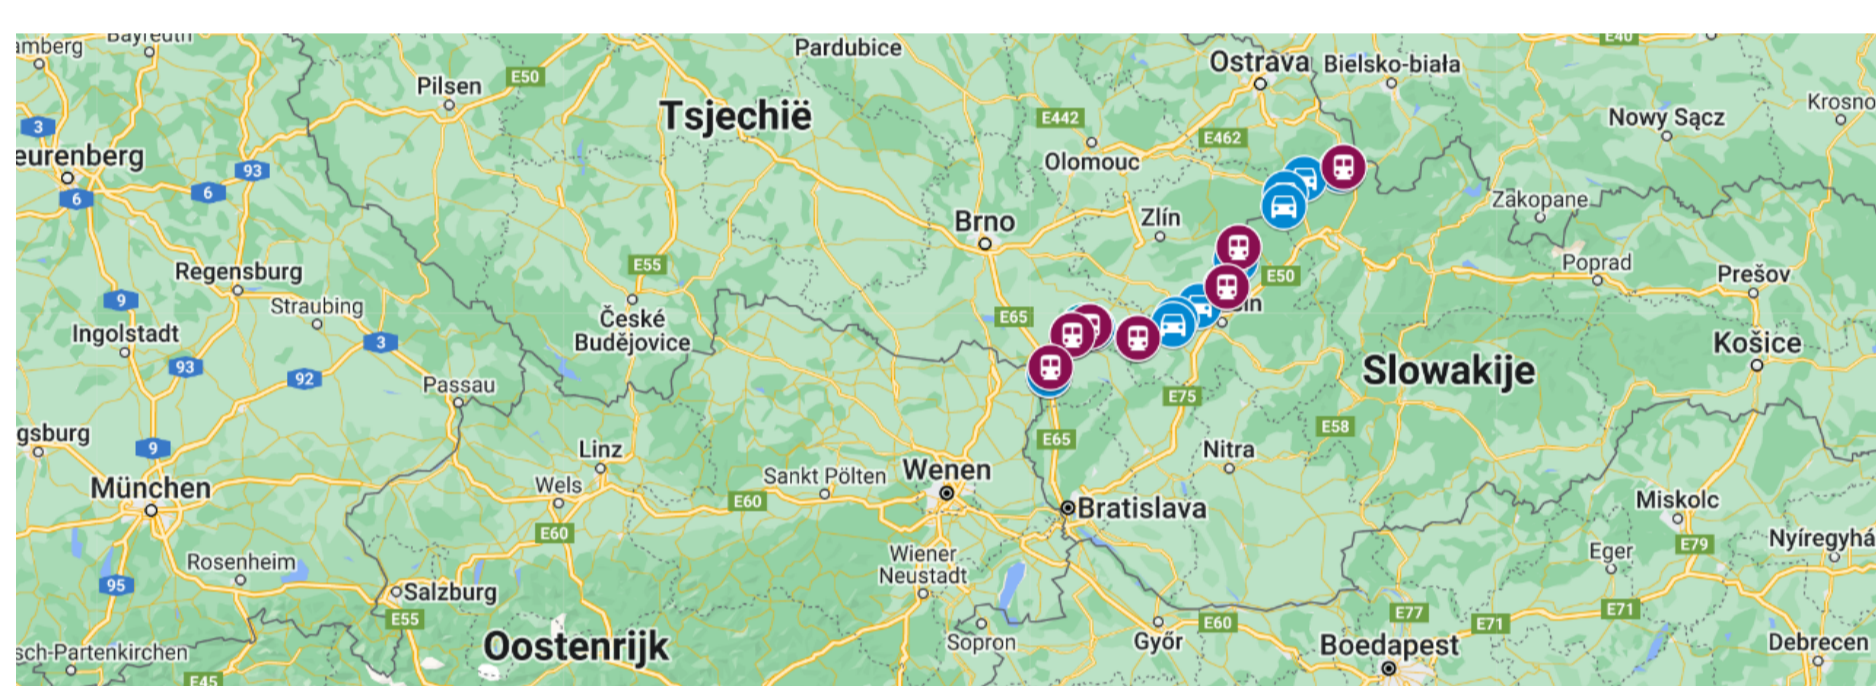 amberg
Bayreuth
Pardubice
Ostrava
Bielsko-biała
E40
Pilsen
E50
Tsjechië
E442
Krosno
3
Nowy Sącz
E462
eurenberg
93
Olomouc
6
6
Zakopane
Brno
Zlín
Regensburg
E55
E50
Poprad
Prešov
9
Straubing
České
Budějovice
E65
Ingolstadt
3
Košice
93
92
Passau
Slowakije
E75
gsburg
9
Linz
E65
Nitra
E58
München
Wels
Sankt Pölten
Wenen
E60
Bratislava
Miskolc
E60
Rosenheim
Wiener
Neustadt
Eger
E79
Nyíregyhá
95
Salzburg
E55
E77
E71
E71
E60
Oostenrijk
Sopron
Győr
Boedapest
Debrecen
sch-Partenkirchen
E45